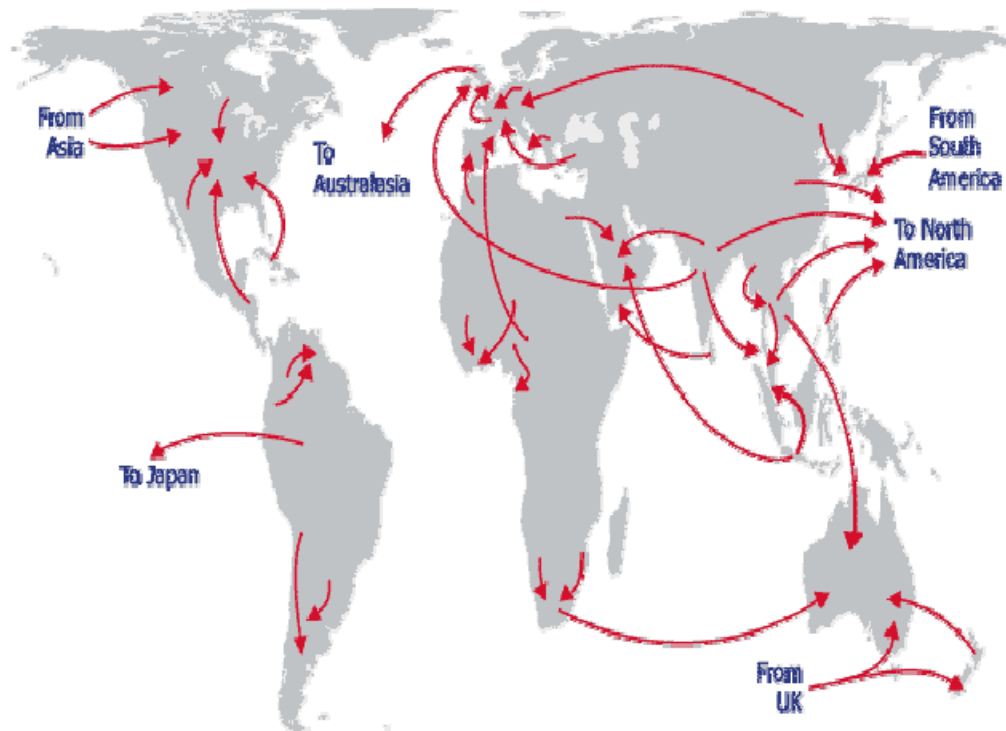 From
Asia
To
Australasia
From
South
America
To North
America
To Japan
From
UK